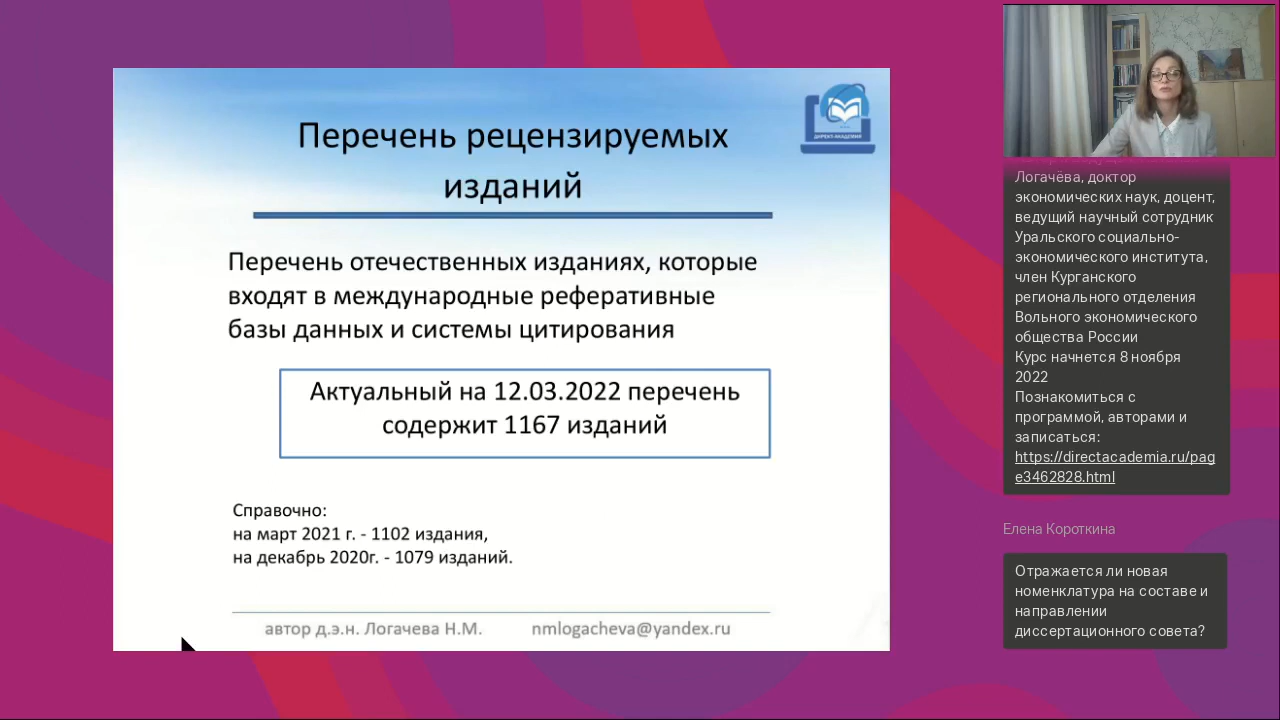 Перечень рецензируемых
изданий
ДИРЕКТ-АКАДЕМИЯ
Перечень отечественных изданиях, которые
входят в международные реферативные
базы данных и системы цитирования
Актуальный на 12.03.2022 перечень
содержит 1167 изданий
Справочно:
на март 2021 г. - 1102 издания,
на декабрь 2020г. - 1079 изданий.
автор д.э.н. Логачева Н.М. nmlogacheva@yandex.ru
Логачёва, доктор
экономических наук, доцент,
ведущий научный сотрудник
Уральского социально-
экономического института,
член Курганского
регионального отделения
Вольного экономического
общества России
Курс начнется 8 ноября
2022
Познакомиться с
программой, авторами и
записаться:
https://directacademia.ru/pag
e3462828.html
Елена Короткина
Отражается ли новая
номенклатура на составе и
направлении
диссертационного совета?